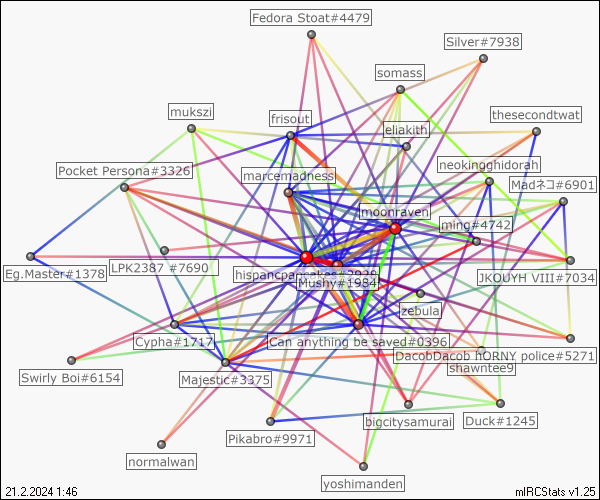 Fedora Stoat#4479
Silver#7938
somass
mukszi
thesecondtwat
frisout
eliakith
neokingghidorah
Pocket Persona#3326
marcemadness
Madネコ#6901
moonraven
ming#4742
LPK2387 #7690
Eg.Master#1378
JKOUYH VIII#7034
Mushy#1984
zebula
Cypha#1717
Can anything be saved#0396
DacobDacob hORNY police#5271
shawntee9
Swirly Boi#6154
Majestic#3375
bigcitysamurai
Duck#1245
Pikabro#9971
normalwan
yoshimanden
21.2.2024 1:46
mIRCStats v1.25